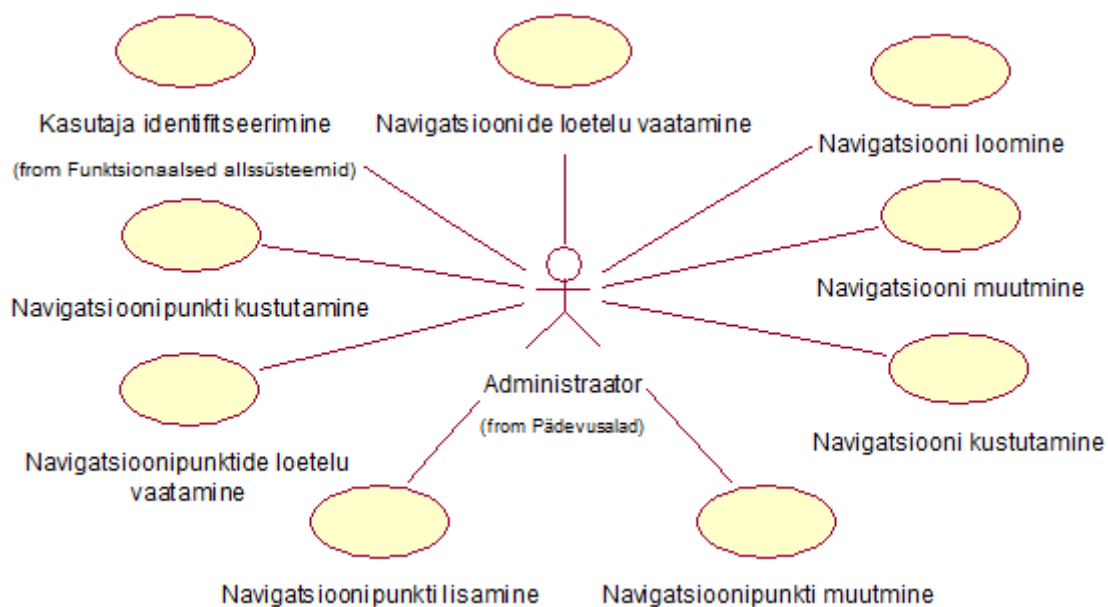 Kasutaja identifitseerimine
(from Funktsionaalsed allssüsteemid)
Navigatsioonide loetelu vaatamine
Navigatsiooni loomine
Navigatsioonipunkti kustutamine
Navigatsiooni muutmine
Administraator
(from Pädevusalad)
Navigatsioonipunktide loetelu
vaatamine
Navigatsiooni kustutamine
Navigatsioonipunkti lisamine
Navigatsioonipunkti muutmine